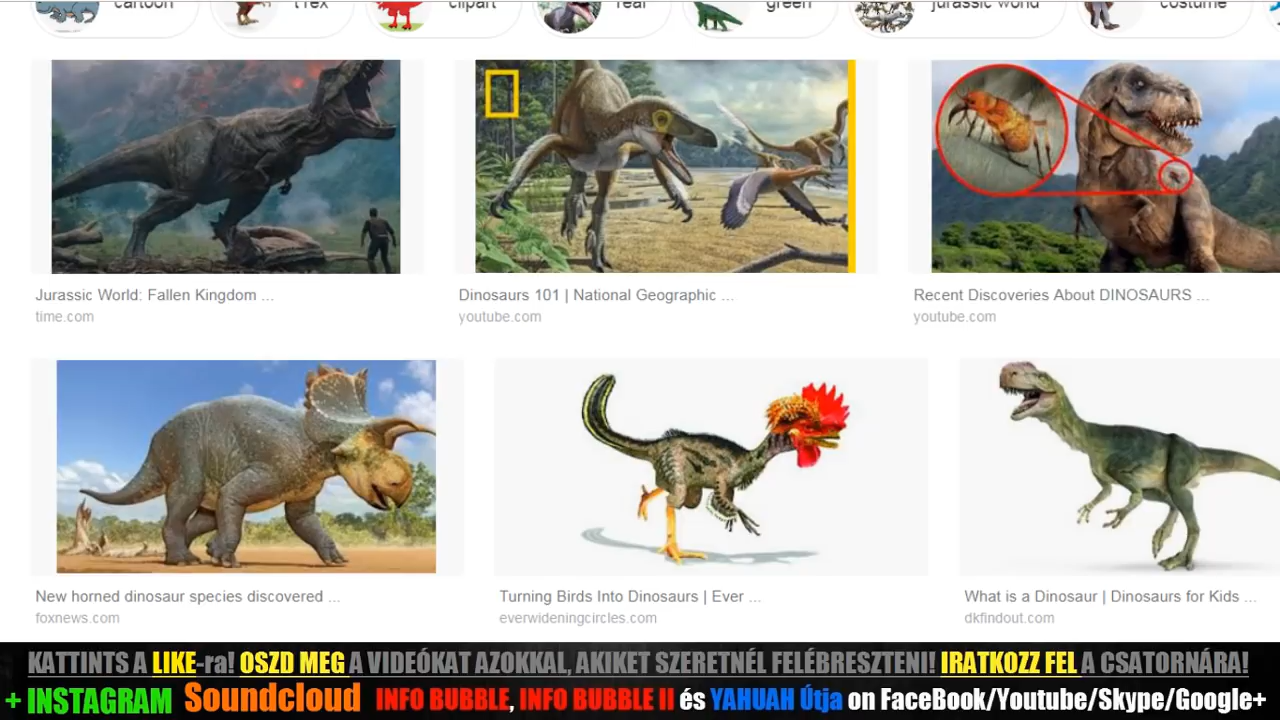 cartoon t rex clipart real green jurassic world costume
Jurassic World: Fallen Kingdom ... Dinosaurs 101 | National Geographic ... Recent Discoveries About DINOSAURS ...
time.com youtube.com youtube.com
New horned dinosaur species discovered ... Turning Birds Into Dinosaurs | Ever ... What is a Dinosaur | Dinosaurs for Kids ...
foxnews.com everwideningcircles.com dkfindout.com
KATTINTS A LIKE-ra! OSZD MEG A VIDEÓKAT AZOKKAL, AKIKET SZERETNÉL FELÉBRESZTENI! IRATKOZZ FEL A CSATORNÁRA!
+ INSTAGRAM Soundcloud INFO BUBBLE, INFO BUBBLE II és YAHUAH Útja on FaceBook/Youtube/Skype/Google+